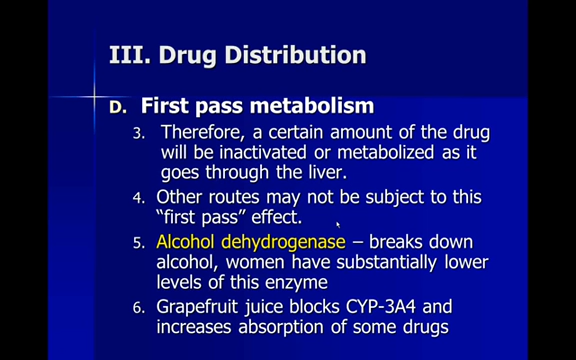 III. Drug Distribution
D. First pass metabolism
3. Therefore, a certain amount of the drug
will be inactivated or metabolized as it
goes through the liver.
4. Other routes may not be subject to this
“first pass” effect.
5. Alcohol dehydrogenase – breaks down
alcohol, women have substantially lower
levels of this enzyme
6. Grapefruit juice blocks CYP-3A4 and
increases absorption of some drugs